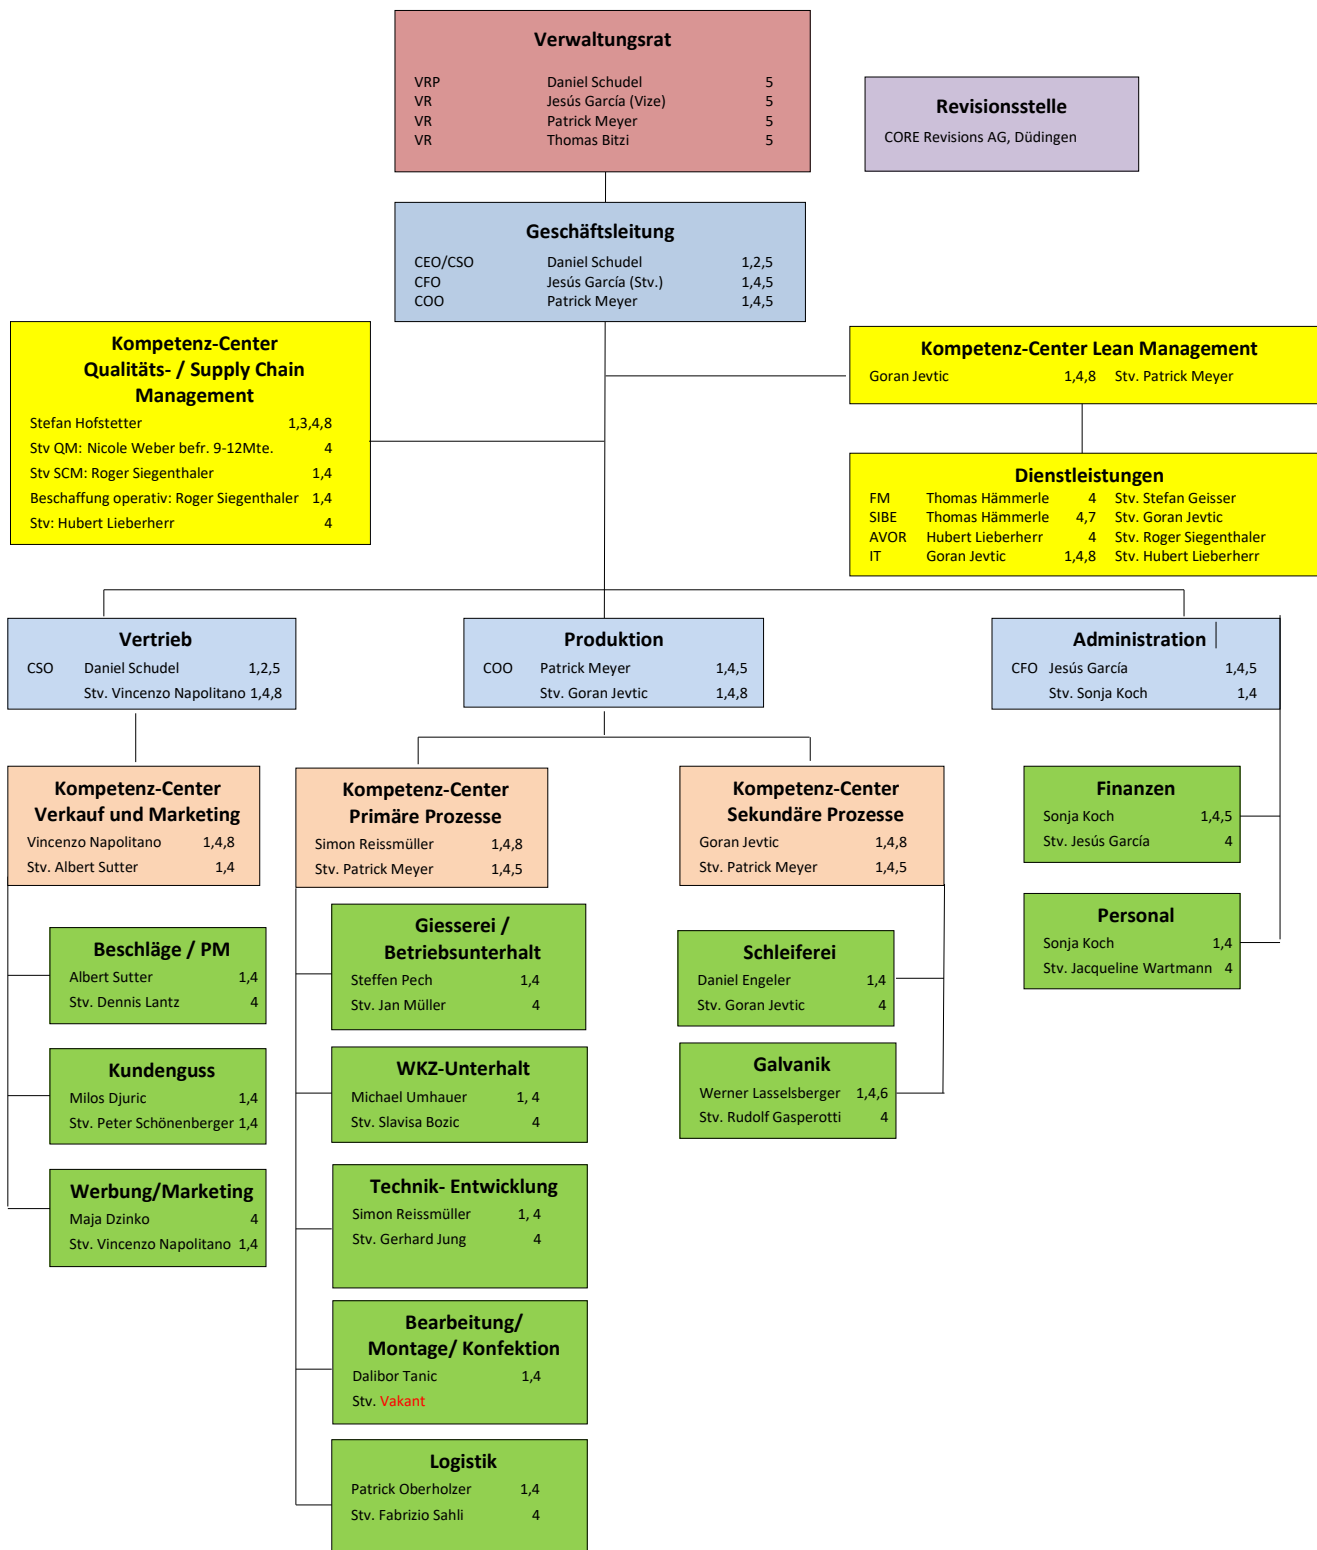 Verwaltungsrat
VRP Daniel Schudel 5
VR Jesús García (Vize) 5
VR Patrick Meyer 5
VR Thomas Bitzi 5
Revisionsstelle
CORE Revisions AG, Düdingen
Geschäftsleitung
CEO/CSO Daniel Schudel 1,2,5
CFO Jesús García (Stv.) 1,4,5
COO Patrick Meyer 1,4,5
Kompetenz-Center
Qualitäts- / Supply Chain
Management
Stefan Hofstetter 1,3,4,8
Stv QM: Nicole Weber befr. 9-12Mte. 4
Stv SCM: Roger Siegenthaler 1,4
Beschaffung operativ: Roger Siegenthaler 1,4
Stv: Hubert Lieberherr 4
Kompetenz-Center Lean Management
Goran Jevtic 1,4,8 Stv. Patrick Meyer
Dienstleistungen
FM Thomas Hämmerle 4 Stv. Stefan Geisser
SIBE Thomas Hämmerle 4,7 Stv. Goran Jevtic
AVOR Hubert Lieberherr 4 Stv. Roger Siegenthaler
IT Goran Jevtic 1,4,8 Stv. Hubert Lieberherr
Vertrieb
CSO Daniel Schudel 1,2,5
Stv. Vincenzo Napolitano 1,4,8
Produktion
COO Patrick Meyer 1,4,5
Stv. Goran Jevtic 1,4,8
Administration
CFO Jesús García 1,4,5
Stv. Sonja Koch 1,4
Kompetenz-Center
Verkauf und Marketing
Vincenzo Napolitano 1,4,8
Stv. Albert Sutter 1,4
Kompetenz-Center
Primäre Prozesse
Simon Reissmüller 1,4,8
Stv. Patrick Meyer 1,4,5
Kompetenz-Center
Sekundäre Prozesse
Goran Jevtic 1,4,8
Stv. Patrick Meyer 1,4,5
Finanzen
Sonja Koch 1,4,5
Stv. Jesús García 4
Personal
Sonja Koch 1,4
Stv. Jacqueline Wartmann 4
Beschläge / PM
Albert Sutter 1,4
Stv. Dennis Lantz 4
Kundenguss
Milos Djuric 1,4
Stv. Peter Schönenberger 1,4
Werbung/Marketing
Maja Dzinko 4
Stv. Vincenzo Napolitano 1,4
Giesserei /
Betriebsunterhalt
Steffen Pech 1,4
Stv. Jan Müller 4
WKZ-Unterhalt
Michael Umhauer 1, 4
Stv. Slavisa Bozic 4
Technik- Entwicklung
Simon Reissmüller 1, 4
Stv. Gerhard Jung 4
Bearbeitung/
Montage/ Konfektion
Dalibor Tanic 1,4
Stv. Vakant
Logistik
Patrick Oberholzer 1,4
Stv. Fabrizio Sahli 4
Schleiferei
Daniel Engeler 1,4
Stv. Goran Jevtic 4
Galvanik
Werner Lasselsberger 1,4,6
Stv. Rudolf Gasperotti 4